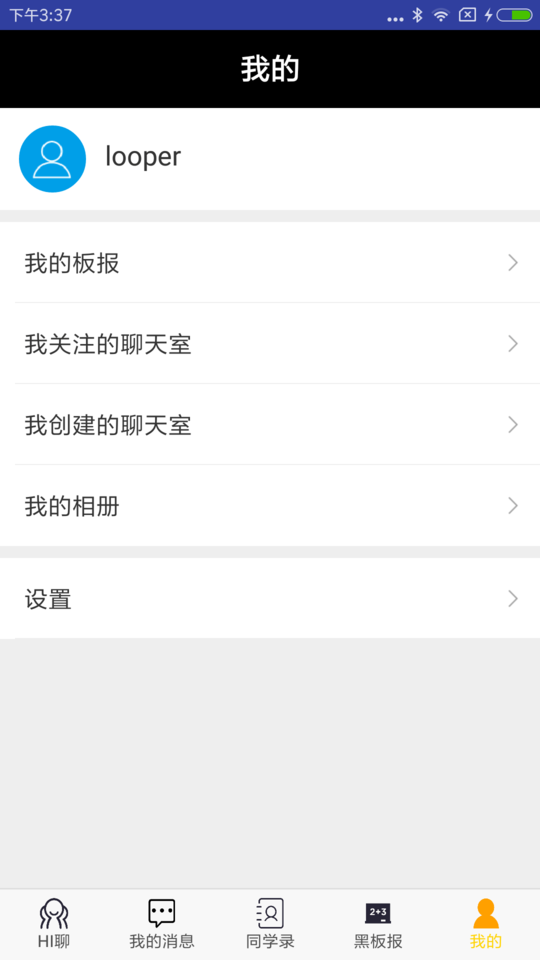 下午3:37
我的
looper
我的板报
我关注的聊天室
我创建的聊天室
我的相册
设置
2+3
HI聊
我的消息
同学录
黑板报
我的